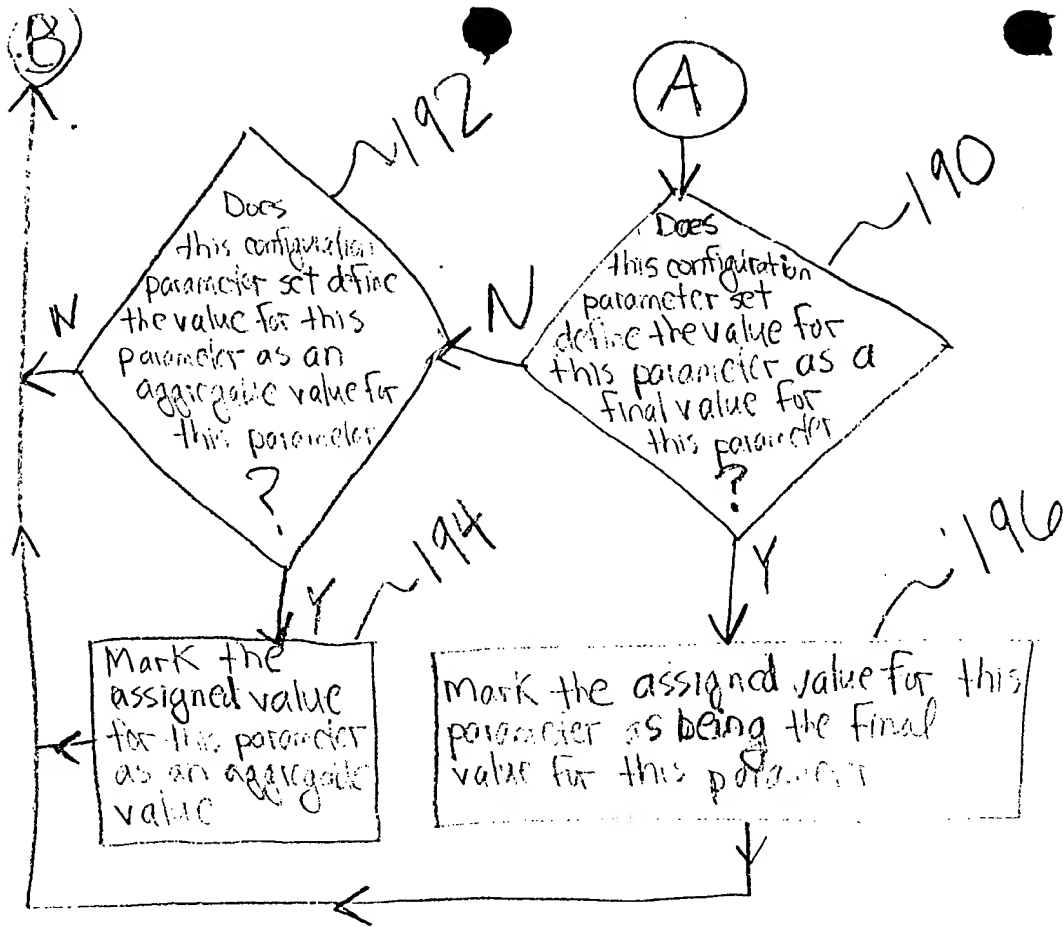 B
A
192
190
Does
this configuration
parameter set define
the value for this
parameter as an
aggregate value for
this parameter
?
N
Y
Does
this configuration
parameter set
define the value for
this parameter as a
final value for
this parameter
?
N
Y
194
196
Mark the
assigned value
for this parameter
as an aggregate
value
Mark the assigned value for this
parameter as being the final
value for this parameter